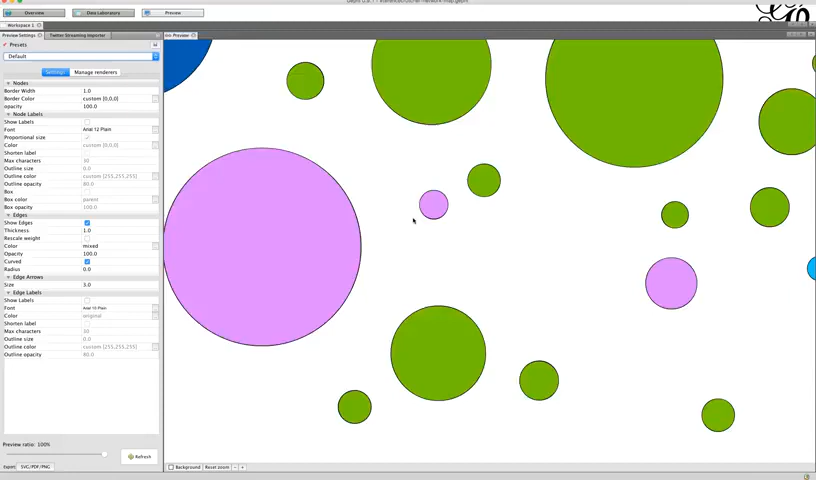 Overview Data Laboratory Preview
Workspace 1
Preview Settings Twitter Streaming Importer
Preview
Presets
Default
Settings Manage renderers
Nodes
Border Width 1.0
Border Color custom [0,0,0]
opacity 100.0
Node Labels
Show Labels
Font Arial 12 Plain
Proportional size
Color custom [0,0,0]
Shorten label
Max characters 30
Outline size 0.0
Outline color custom [255,255,255]
Outline opacity 80.0
Box
Box color parent
Box opacity 100.0
Edges
Show Edges
Thickness 1.0
Rescale weight
Color mixed
Opacity 100.0
Curved
Radius 0.0
Edge Arrows
Size 3.0
Edge Labels
Show Labels
Font Arial 10 Plain
Color original
Shorten label
Max characters 30
Outline size 0.0
Outline color custom [255,255,255]
Outline opacity 80.0
Preview ratio: 100%
Refresh
Export: SVG/PDF/PNG
Background Reset zoom - +